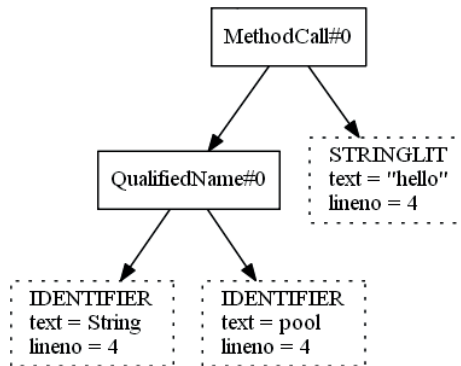 MethodCall#0
QualifiedName#0
STRINGLIT
text = "hello"
lineno = 4
IDENTIFIER
text = String
lineno = 4
IDENTIFIER
text = pool
lineno = 4